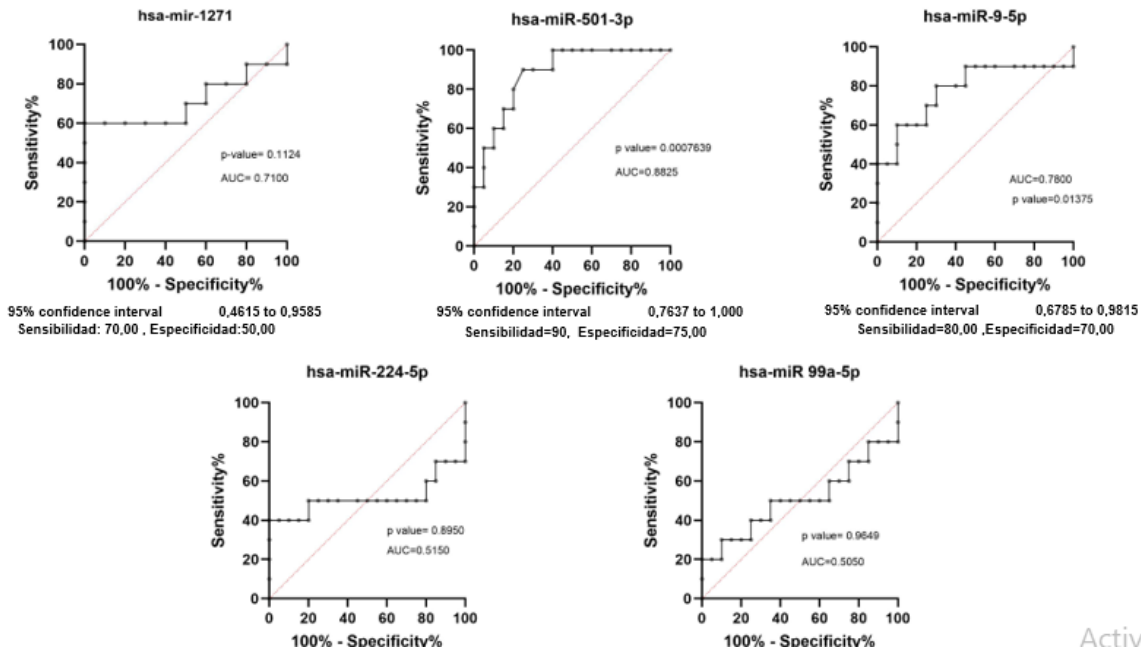 hsa-mir-1271
100
80
60
40
20
0
Sensitivity%
p-value= 0.1124
AUC= 0.7100
0 20 40 60 80 100
100% - Specificity%
95% confidence interval 0,4615 to 0,9585
Sensibilidad: 70,00 , Especificidad:50,00
hsa-miR-501-3p
100
80
60
40
20
0
Sensitivity%
p value= 0.0007639
AUC=0.8825
0 20 40 60 80 100
100% - Specificity%
95% confidence interval 0,7637 to 1,000
Sensibilidad=90, Especificidad=75,00
hsa-miR-9-5p
100
80
60
40
20
0
Sensitivity%
AUC=0.7800
p value=0.01375
0 20 40 60 80 100
100% - Specificity%
95% confidence interval 0,6785 to 0,9815
Sensibilidad=80,00 ,Especificidad=70,00
hsa-miR-224-5p
100
80
60
40
20
0
Sensitivity%
p value= 0.8950
AUC=0.5150
0 20 40 60 80 100
100% - Specificity%
hsa-miR 99a-5p
100
80
60
40
20
0
Sensitivity%
p value= 0.9649
AUC=0.5050
0 20 40 60 80 100
100% - Specificity%
Activ